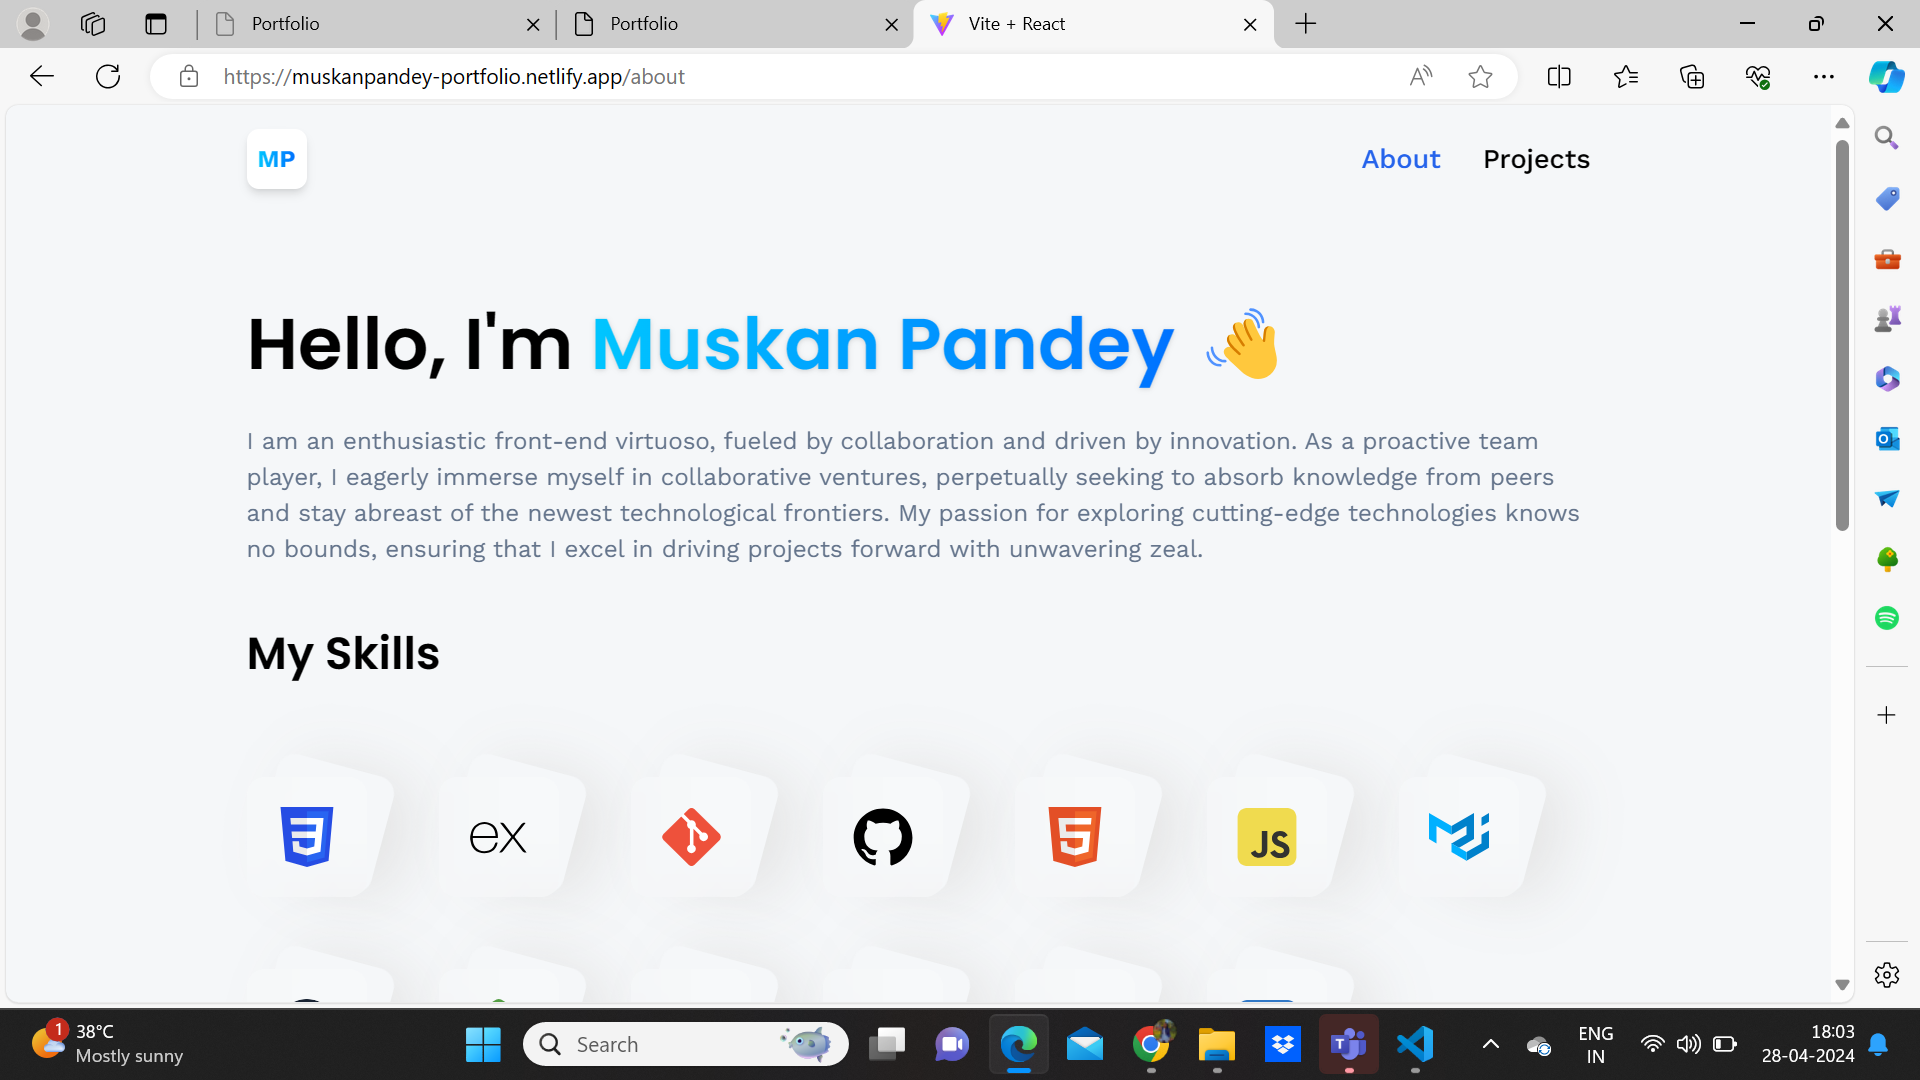 Portfolio
Portfolio
Vite + React
https://muskanpandey-portfolio.netlify.app/about
MP
About
Projects
Hello, I'm Muskan Pandey
I am an enthusiastic front-end virtuoso, fueled by collaboration and driven by innovation. As a proactive team
player, I eagerly immerse myself in collaborative ventures, perpetually seeking to absorb knowledge from peers
and stay abreast of the newest technological frontiers. My passion for exploring cutting-edge technologies knows
no bounds, ensuring that I excel in driving projects forward with unwavering zeal.
My Skills
ex
JS
1
38°C
Mostly sunny
Search
ENG
IN
18:03
28-04-2024